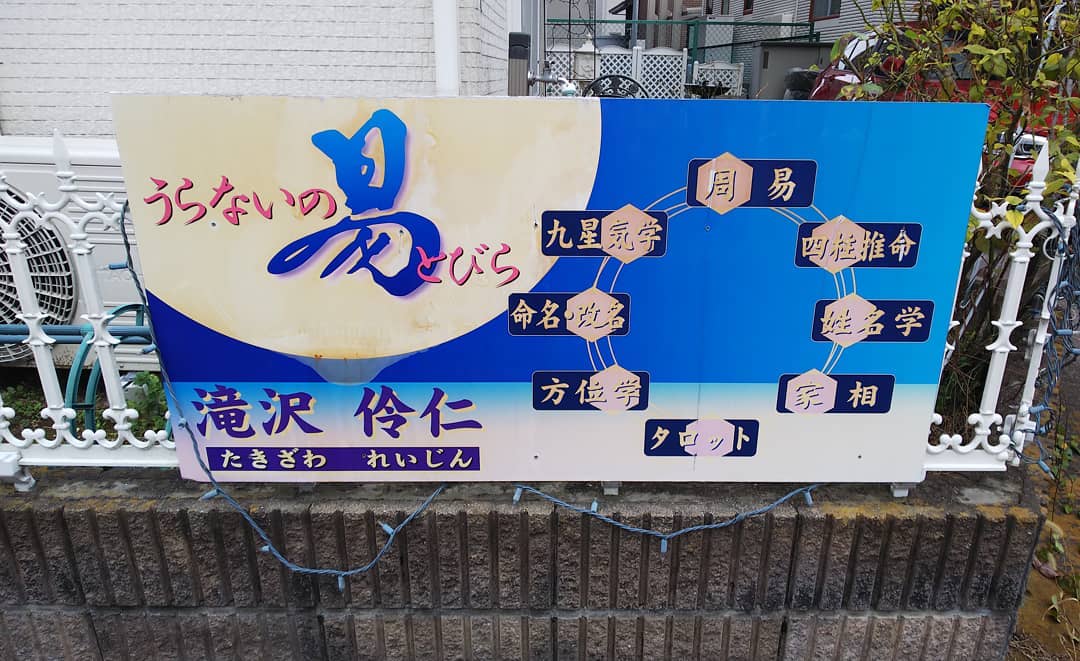 うらないの易とびら
滝沢 伶仁
たきざわ れいじん
周易
九星気学
四柱推命
命名・改名
姓名学
方位学
家相
タロット